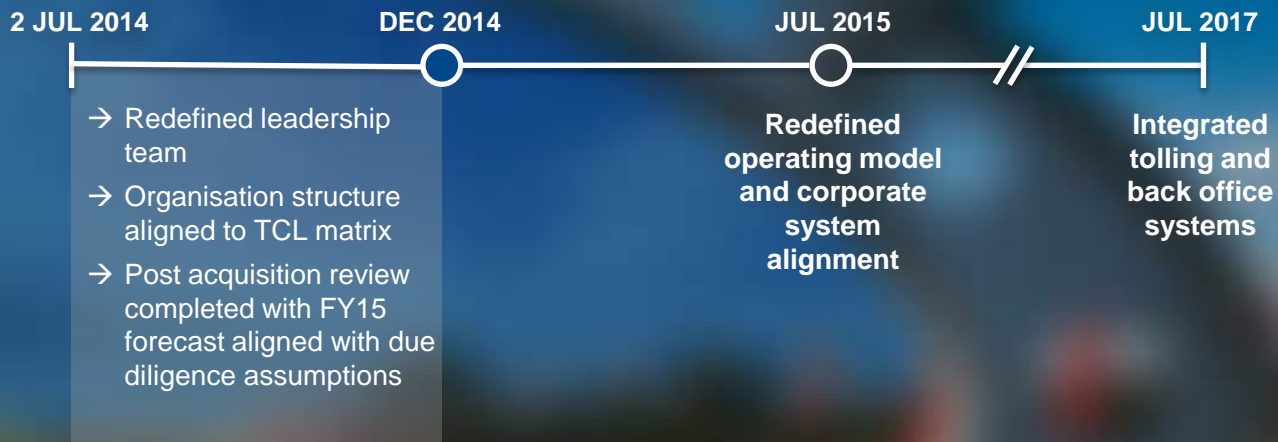 2 JUL 2014
DEC 2014
JUL 2015
JUL 2017
→ Redefined leadership
team
→ Organisation structure
aligned to TCL matrix
→ Post acquisition review
completed with FY15
forecast aligned with due
diligence assumptions
Redefined
operating model
and corporate
system
alignment
Integrated
tolling and
back office
systems